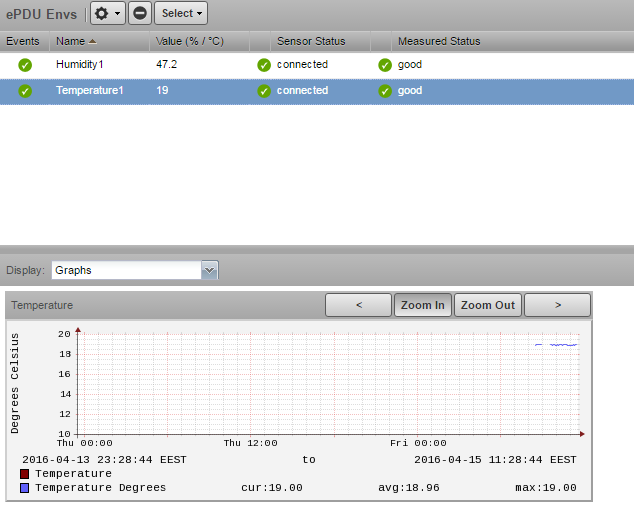 ePDU Envs Select
Events Name Value (% / °C) Sensor Status Measured Status
Humidity1 47.2 connected good
Temperature1 19 connected good
Display: Graphs
Temperature < Zoom In Zoom Out >
Degrees Celsius
20
18
16
14
12
10
Thu 00:00 Thu 12:00 Fri 00:00
2016-04-13 23:28:44 EEST to 2016-04-15 11:28:44 EEST
Temperature
Temperature Degrees cur:19.00 avg:18.96 max:19.00